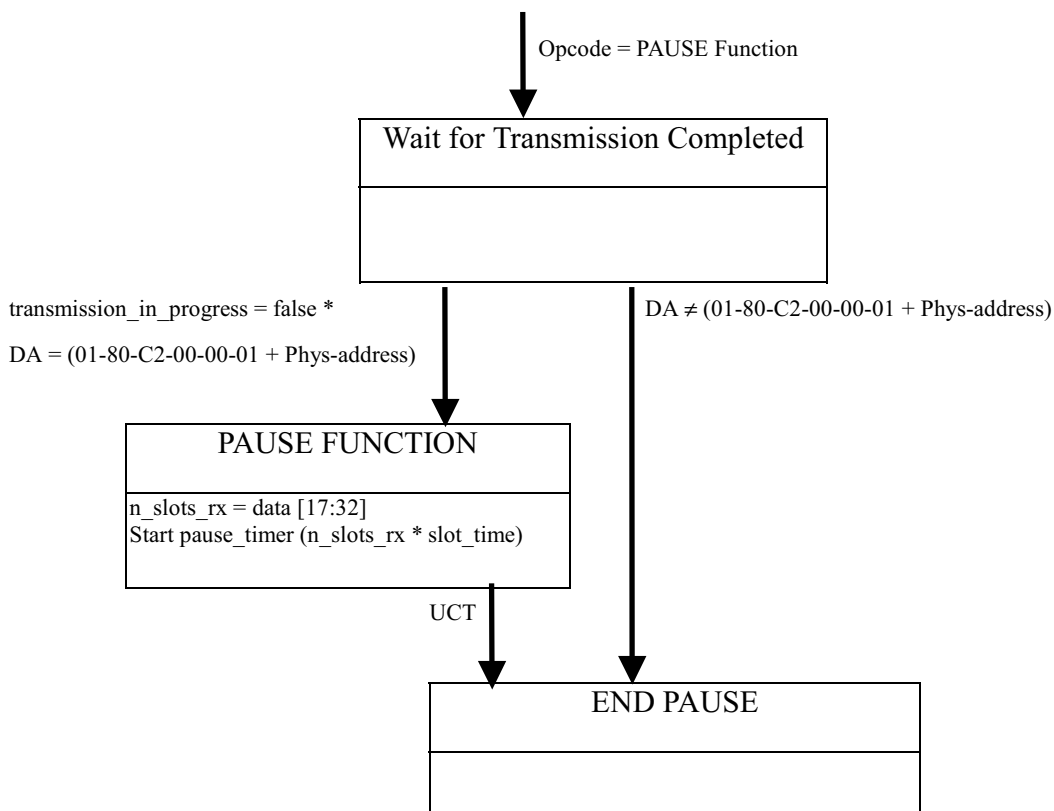 Opcode = PAUSE Function
Wait for Transmission Completed
transmission_in_progress = false *
DA = (01-80-C2-00-00-01 + Phys-address)
DA ≠ (01-80-C2-00-00-01 + Phys-address)
PAUSE FUNCTION
n_slots_rx = data [17:32]
Start pause_timer (n_slots_rx * slot_time)
UCT
END PAUSE